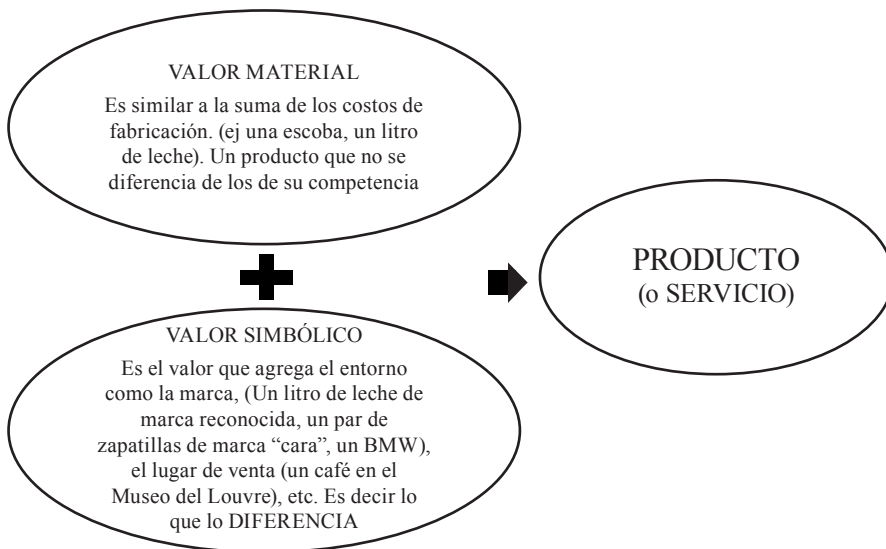 VALOR MATERIAL
Es similar a la suma de los costos de
fabricación. (ej una escoba, un litro
de leche). Un producto que no se
diferencia de los de su competencia
VALOR SIMBÓLICO
Es el valor que agrega el entorno
como la marca, (Un litro de leche de
marca reconocida, un par de
zapatillas de marca “cara”, un BMW),
el lugar de venta (un café en el
Museo del Louvre), etc. Es decir lo
que lo DIFERENCIA
PRODUCTO
(o SERVICIO)